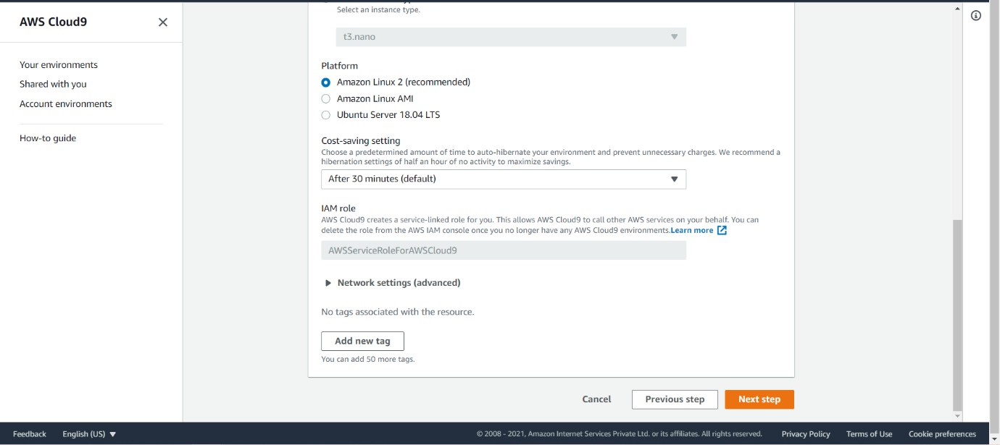 AWS Cloud9
Your environments
Shared with you
Account environments
How-to guide
Select an instance type.
t3.nano
Platform
Amazon Linux 2 (recommended)
Amazon Linux AMI
Ubuntu Server 18.04 LTS
Cost-saving setting
Choose a predetermined amount of time to auto-hibernate your environment and prevent unnecessary charges. We recommend a
hibernation settings of half an hour of no activity to maximize savings.
After 30 minutes (default)
IAM role
AWS Cloud9 creates a service-linked role for you. This allows AWS Cloud9 to call other AWS services on your behalf. You can
delete the role from the AWS IAM console once you no longer have any AWS Cloud9 environments.Learn more
AWSServiceRoleForAWSCloud9
Network settings (advanced)
No tags associated with the resource.
Add new tag
You can add 50 more tags.
Cancel
Previous step
Next step
Feedback
English (US)
© 2008 - 2021, Amazon Internet Services Private Ltd. or its affiliates. All rights reserved.
Privacy Policy
Terms of Use
Cookie preferences